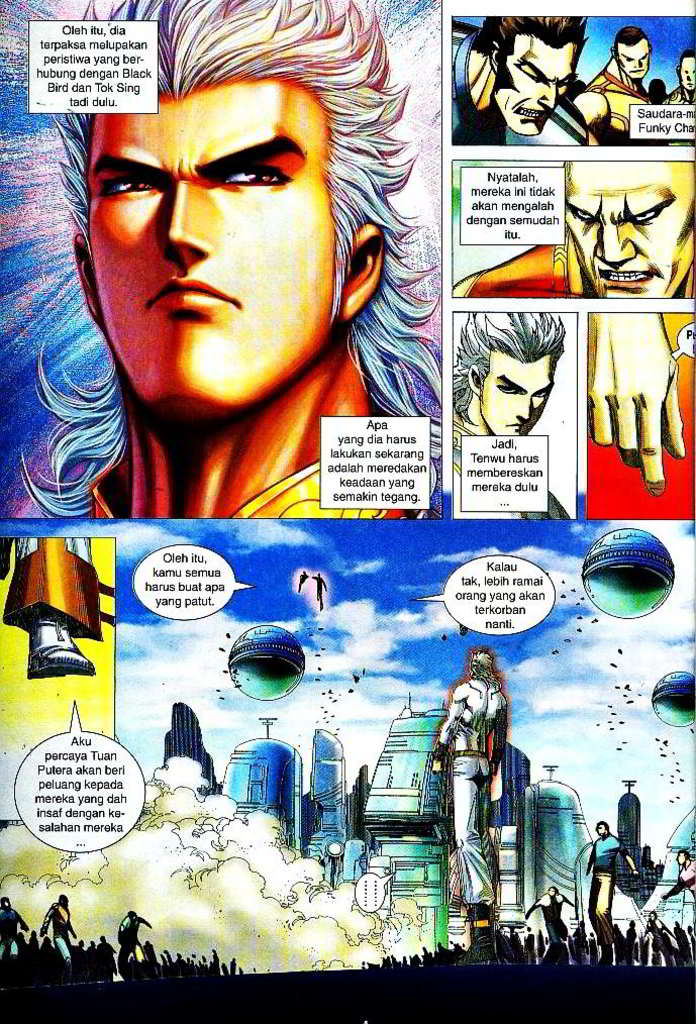 Oleh itu, dia
terpaksa melupakan
peristiwa yang ber-
hubung dengan Black
Bird dan Tok Sing
tadi dulu.
Apa
yang dia harus
lakukan sekarang
adalah meredakan
keadaan yang
semakin tegang.
Saudara-m
Funky Cha
Nyatalah,
mereka ini tidak
akan mengalah
dengan semudah
itu.
Jadi,
Tenwu harus
membereskan
mereka dulu
...
P
Oleh itu,
kamu semua
harus buat apa
yang patut.
Kalau
tak, lebih ramai
orang yang akan
terkorban
nanti.
Aku
percaya Tuan
Putera akan beri
peluang kepada
mereka yang dah
insaf dengan ke-
salahan mereka
...